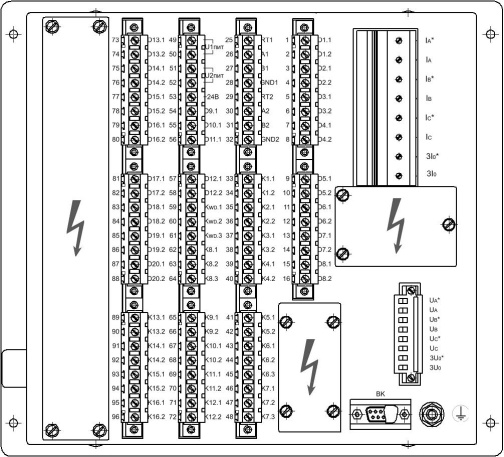 73 D13.1 49 U1пит 25 RT1 1 D1.1 IA*
74 D13.2 50 26 A1 2 D1.2 IA
75 D14.1 51 U2пит 27 B1 3 D2.1 IB*
76 D14.2 52 28 GND1 4 D2.2 IB
77 D15.1 53 -24В 29 RT2 5 D3.1 IC*
78 D15.2 54 D9.1 30 A2 6 D3.2 IC
79 D16.1 55 D10.1 31 B2 7 D4.1 3I0*
80 D16.2 56 D11.1 32 GND2 8 D4.2 3I0
81 D17.1 57 D12.1 33 K1.1 9 D5.1
82 D17.2 58 D12.2 34 K1.2 10 D5.2
83 D18.1 59 Kwd.1 35 K2.1 11 D6.1
84 D18.2 60 Kwd.2 36 K2.2 12 D6.2
85 D19.1 61 Kwd.3 37 K3.1 13 D7.1
86 D19.2 62 K8.1 38 K3.2 14 D7.2
87 D20.1 63 K8.2 39 K4.1 15 D8.1
88 D20.2 64 K8.3 40 K4.2 16 D8.2
89 K13.1 65 K9.1 41 K5.1 UA*
90 K13.2 66 K9.2 42 K5.2 UA
91 K14.1 67 K10.1 43 K6.1 UB*
92 K14.2 68 K10.2 44 K6.2 UB
93 K15.1 69 K11.1 45 K6.3 UC*
94 K15.2 70 K11.2 46 K7.1 UC
95 K16.1 71 K12.1 47 K7.2 3U0*
96 K16.2 72 K12.2 48 K7.3 3U0
ВК